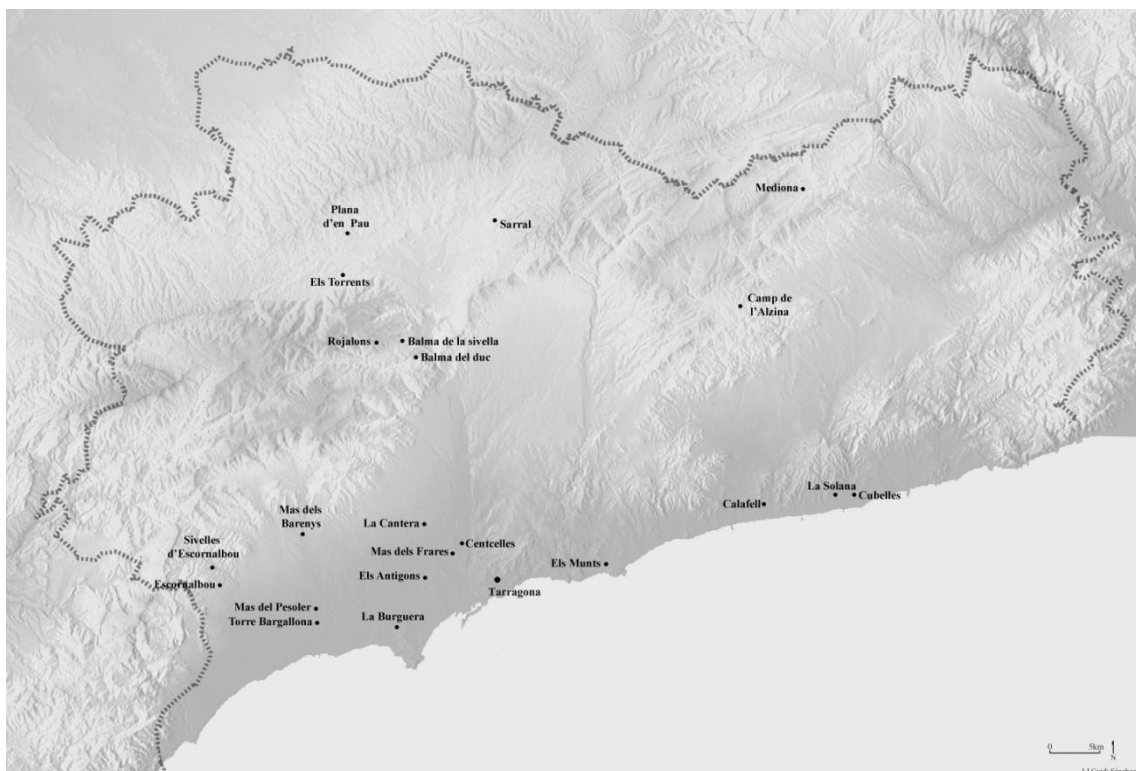 Mediona
Plana
d'en Pau
Sarral
Els Torrents
Camp de
l'Alzina
Rojalons
Balma de la sivella
Balma del duc
La Solana
Cubelles
Calafell
Mas dels
Barenys
La Cantera
Centcelles
Sivelles
d'Escornalbou
Mas dels Frares
Els Munts
Els Antigons
Escornalbou
Tarragona
Mas del Pesoler
La Burguera
Torre Bargallona
0 5km
N